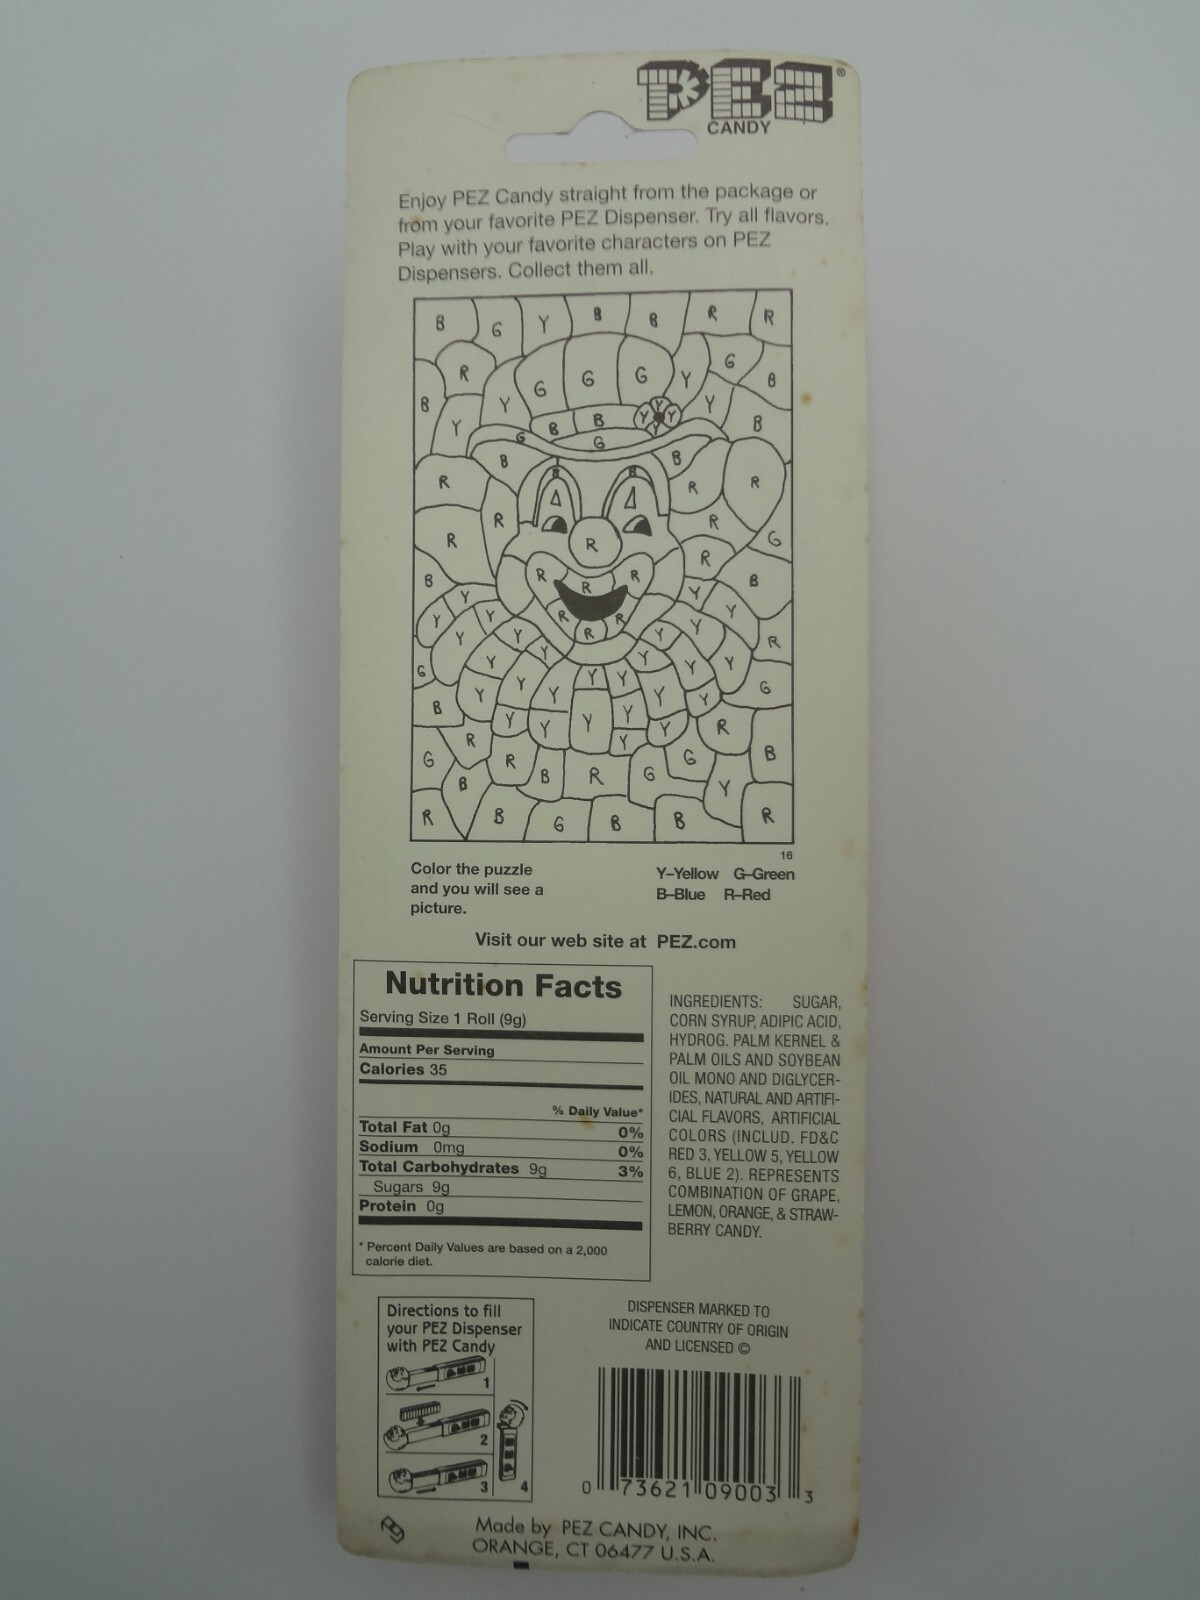 PEZ®
CANDY
Enjoy PEZ Candy straight from the package or
from your favorite PEZ Dispenser. Try all flavors.
Play with your favorite characters on PEZ
Dispensers. Collect them all.
B G Y B B R R
R G G G Y G B
B Y Y B B Y Y Y Y Y B
G G
B B B B
R R R R
R R R G
R R
B R R R B
Y Y Y Y
Y Y Y Y Y
R R R
Y Y Y R
G Y Y Y Y Y
B Y Y Y Y Y Y Y G
R Y Y Y Y Y R B
Y
G R B R G G
B Y
R B G B B R
16
Color the puzzle
and you will see a
picture.
Y–Yellow G–Green
B–Blue R–Red
Visit our web site at PEZ.com
Nutrition Facts
Serving Size 1 Roll (9g)
Amount Per Serving
Calories 35
% Daily Value*
Total Fat 0g 0%
Sodium 0mg 0%
Total Carbohydrates 9g 3%
Sugars 9g
Protein 0g
* Percent Daily Values are based on a 2,000
calorie diet.
INGREDIENTS: SUGAR,
CORN SYRUP, ADIPIC ACID,
HYDROG. PALM KERNEL &
PALM OILS AND SOYBEAN
OIL MONO AND DIGLYCER-
IDES, NATURAL AND ARTIFI-
CIAL FLAVORS, ARTIFICIAL
COLORS (INCLUD. FD&C
RED 3, YELLOW 5, YELLOW
6, BLUE 2). REPRESENTS
COMBINATION OF GRAPE,
LEMON, ORANGE, & STRAW-
BERRY CANDY.
Directions to fill
your PEZ Dispenser
with PEZ Candy
1
2
3
4
DISPENSER MARKED TO
INDICATE COUNTRY OF ORIGIN
AND LICENSED ©
0 73621 09003 3
Made by PEZ CANDY, INC.
ORANGE, CT 06477 U.S.A.